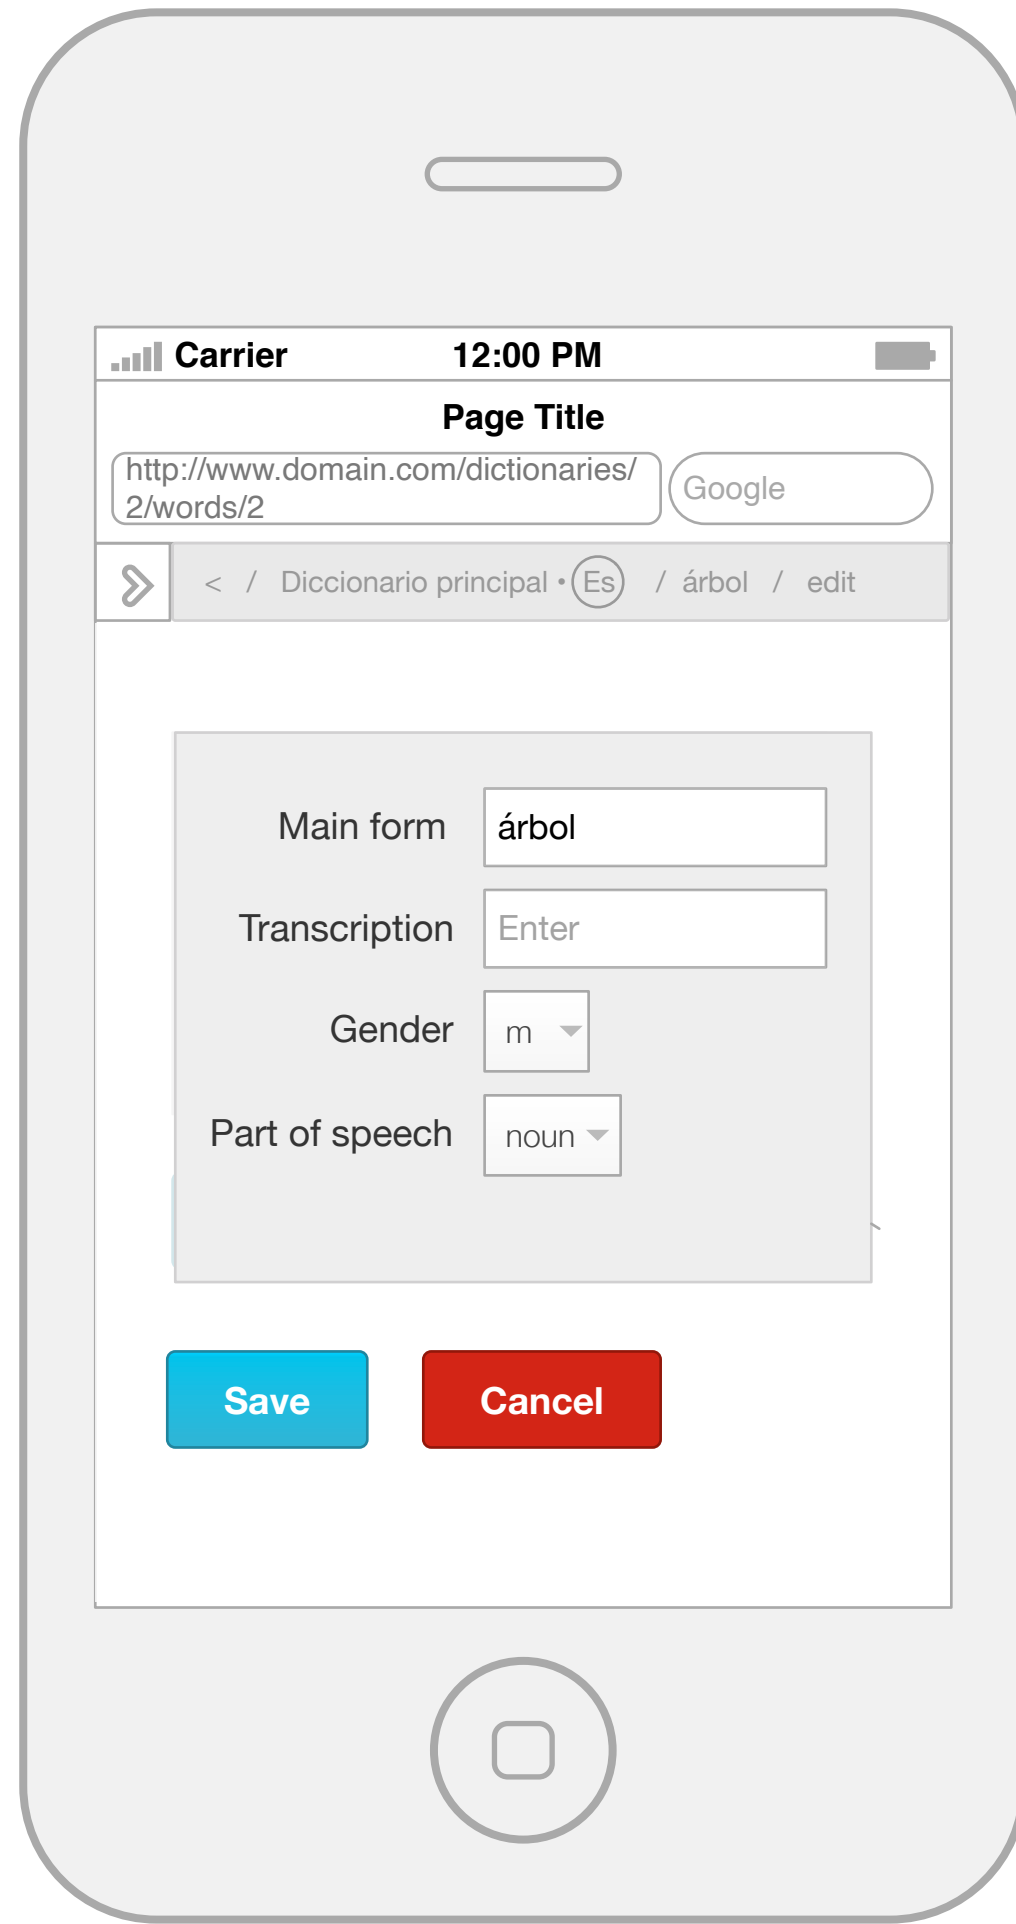 Carrier 12:00 PM
Page Title
http://www.domain.com/dictionaries/
2/words/2
Google
< / Diccionario principal • Es / árbol / edit
Main form árbol
Transcription Enter
Gender m
Part of speech noun
Save Cancel